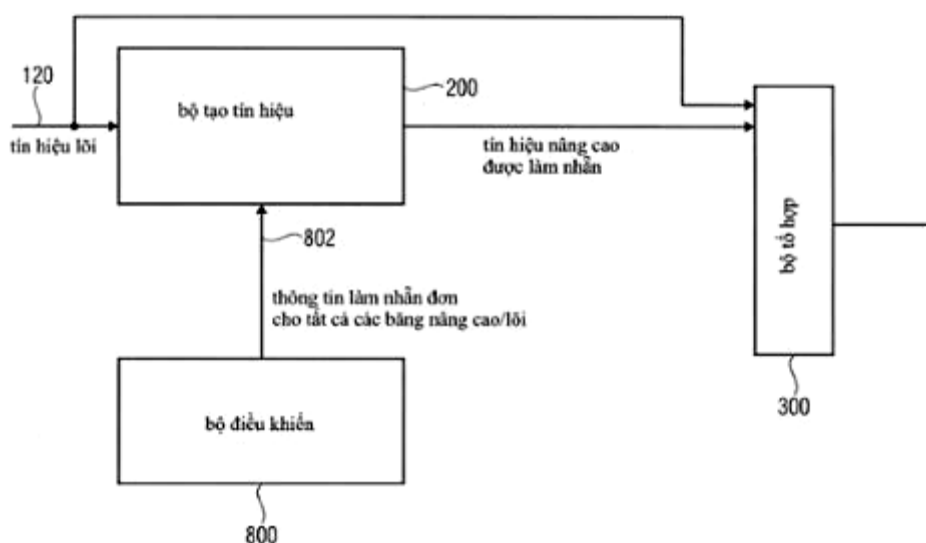 120
tín hiệu lõi
bộ tạo tín hiệu
200
tín hiệu nâng cao
được làm nhẵn
802
thông tin làm nhẵn đơn
cho tất cả các băng nâng cao/lõi
bộ điều khiển
800
bộ tổ hợp
300